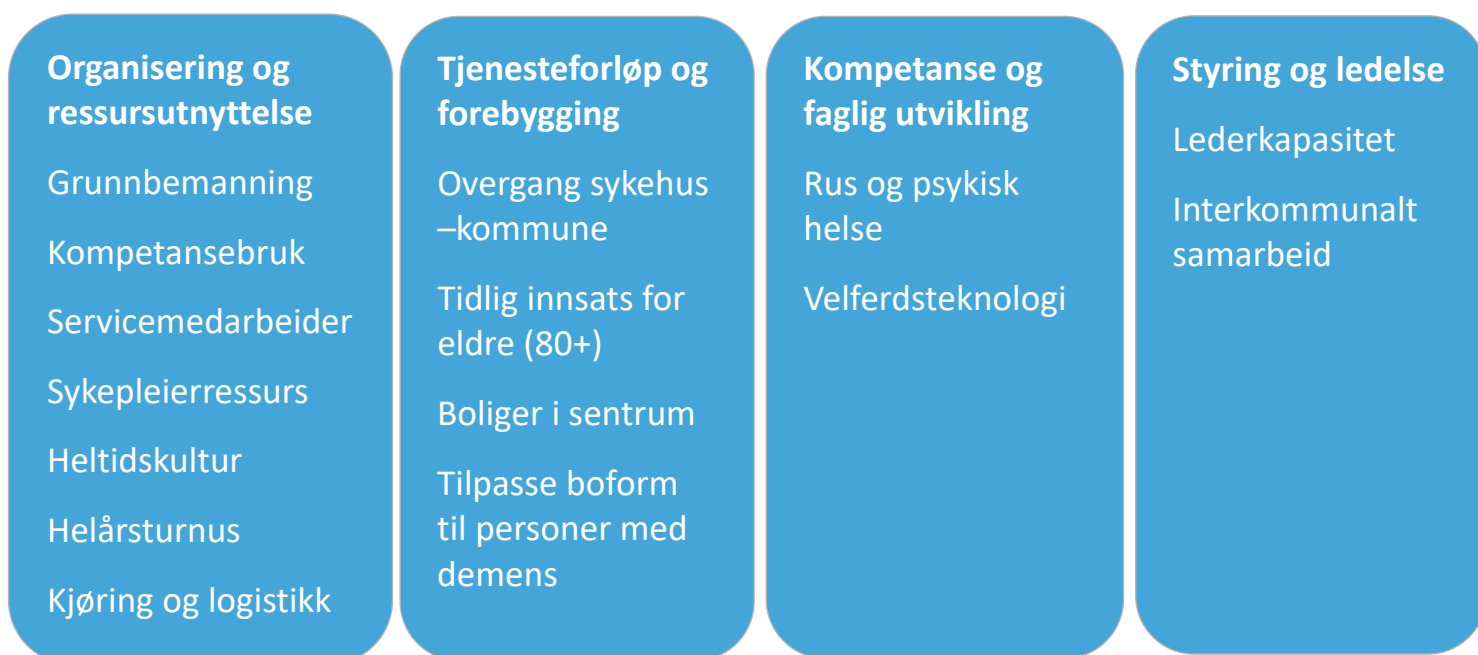 Organisering og
ressursutnyttelse
Grunnbemanning
Kompetansebruk
Servicemedarbeider
Sykepleierressurs
Heltidskultur
Helårsturnus
Kjøring og logistikk
Tjenesteforløp og
forebygging
Overgang sykehus
–kommune
Tidlig innsats for
eldre (80+)
Boliger i sentrum
Tilpasse boform
til personer med
demens
Kompetanse og
faglig utvikling
Rus og psykisk
helse
Velferdsteknologi
Styring og ledelse
Lederkapasitet
Interkommunalt
samarbeid